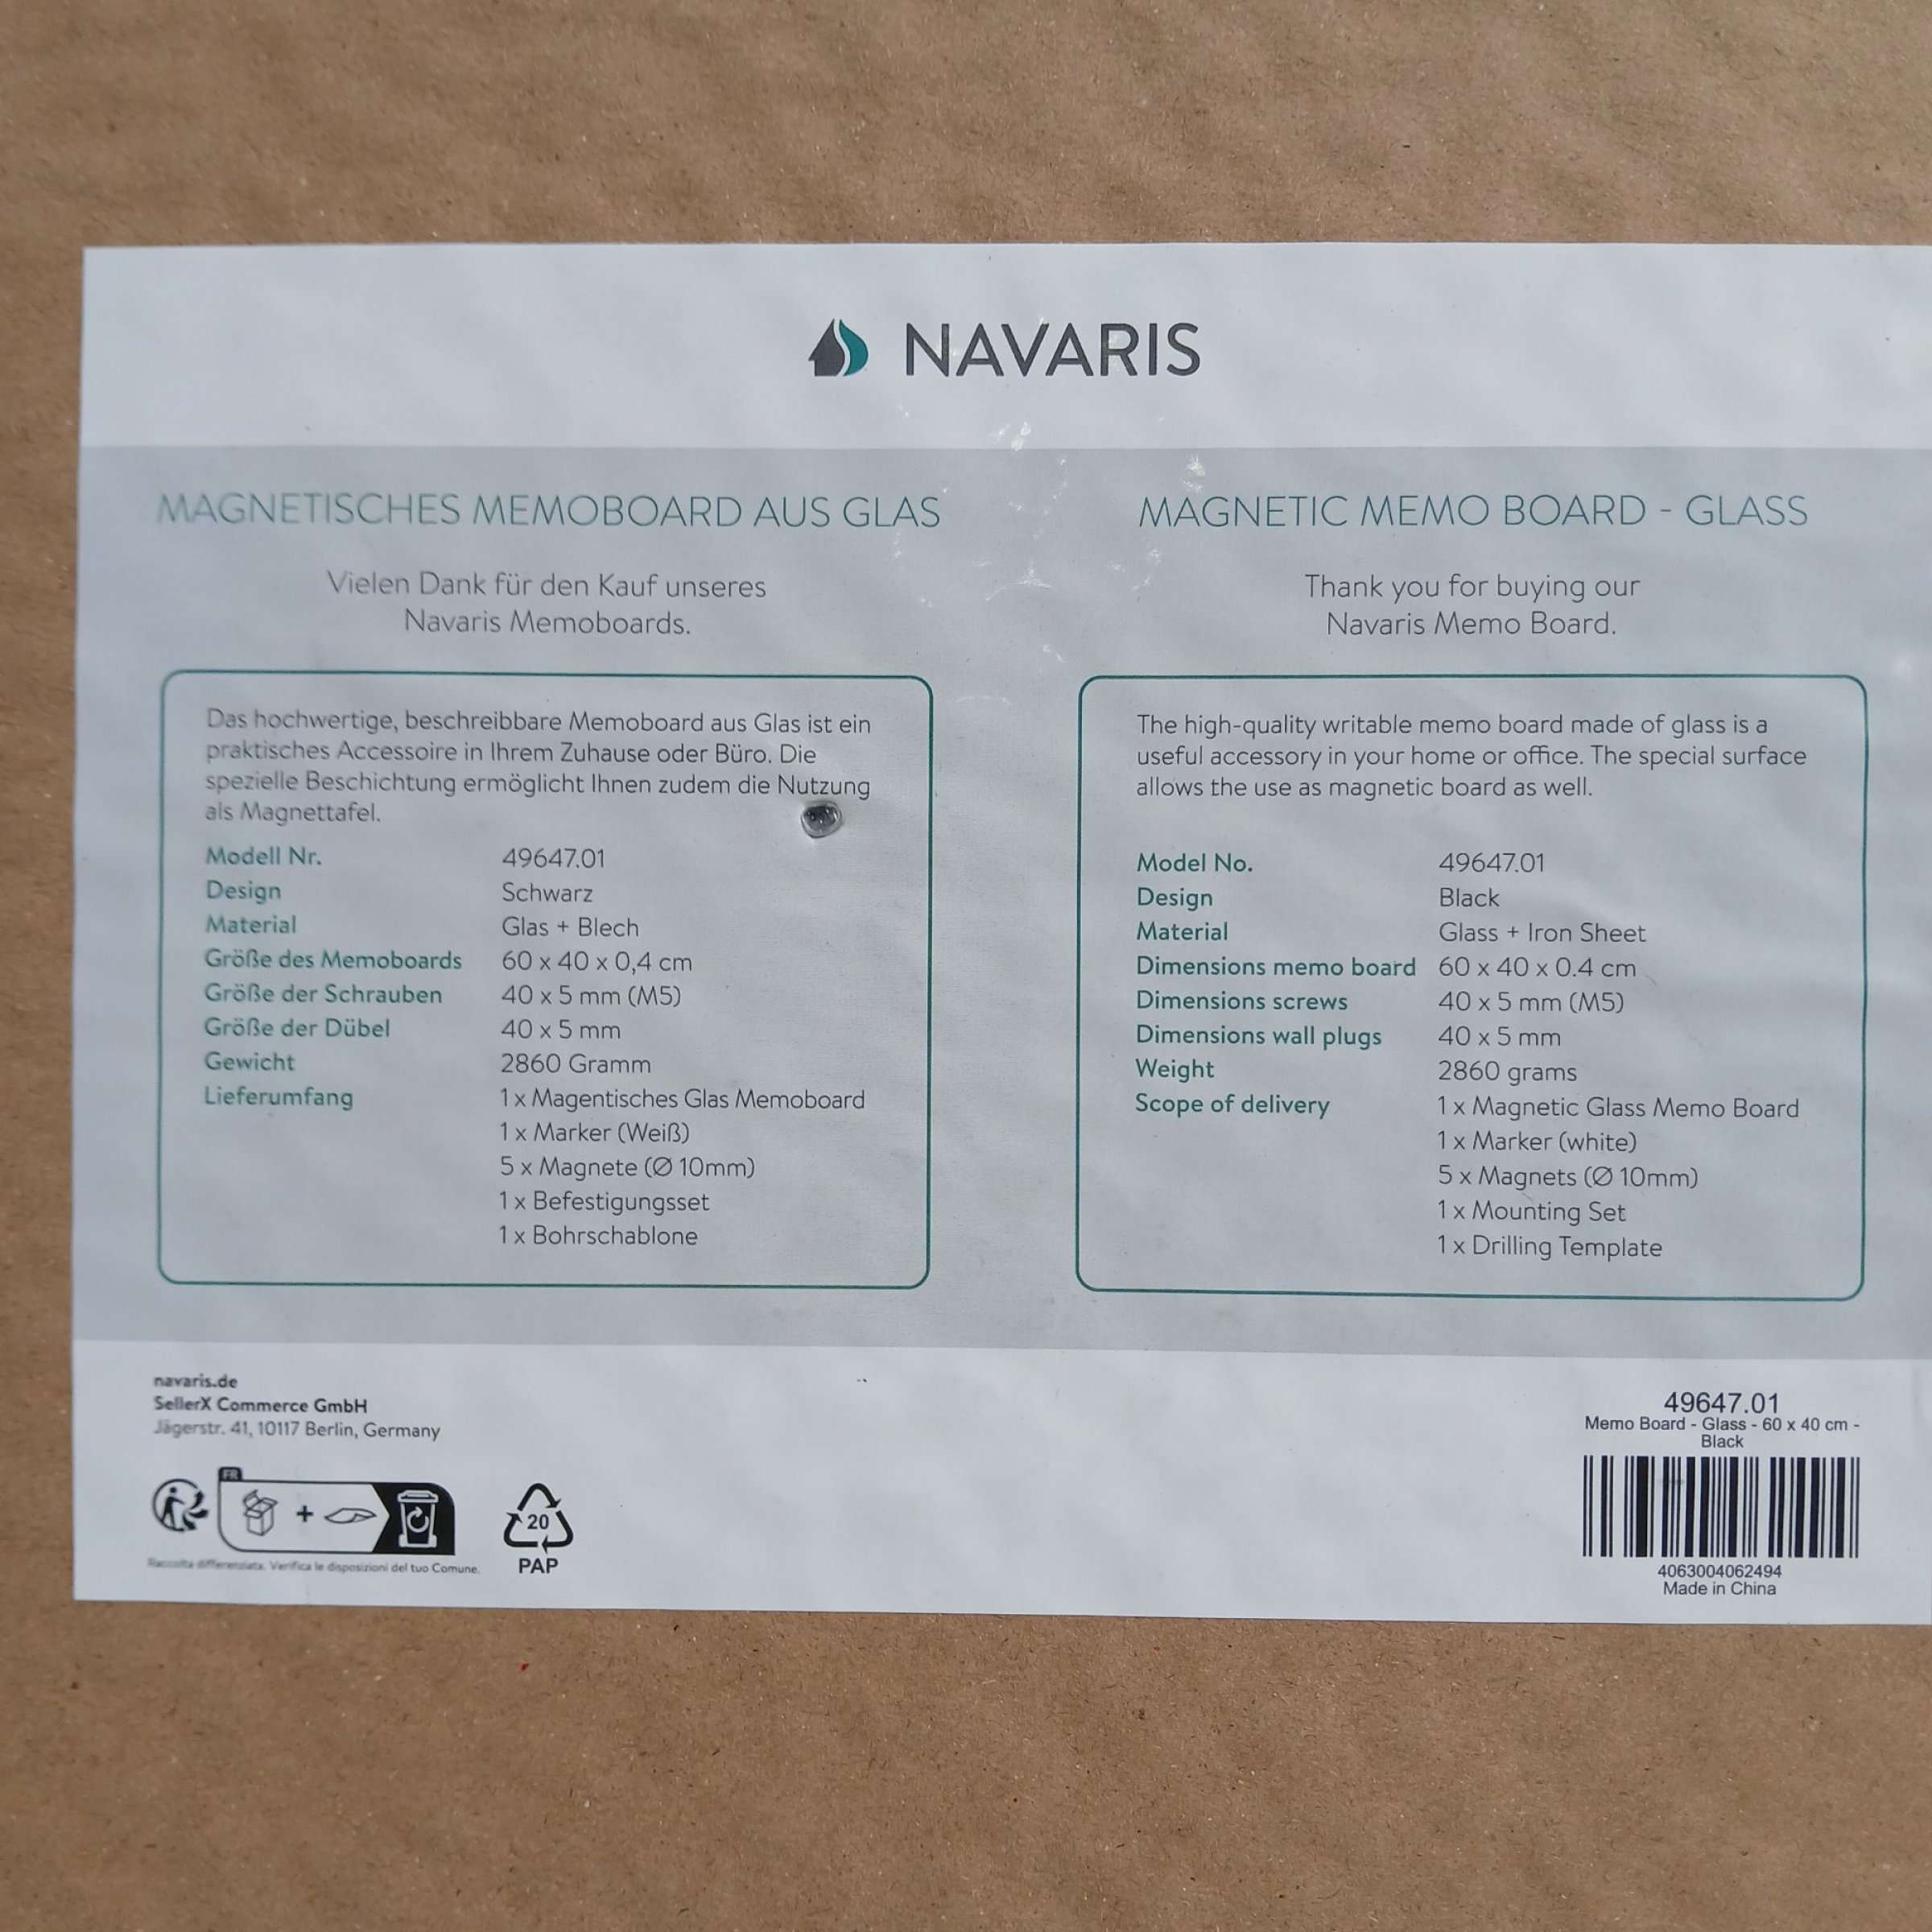 NAVARIS
MAGNETISCHES MEMOBOARD AUS GLAS
Vielen Dank für den Kauf unseres
Navaris Memoboards.
Das hochwertige, beschreibbare Memoboard aus Glas ist ein
praktisches Accessoire in Ihrem Zuhause oder Büro. Die
spezielle Beschichtung ermöglicht Ihnen zudem die Nutzung
als Magnettafel.
Modell Nr. 49647.01
Design Schwarz
Material Glas + Blech
Größe des Memoboards 60 x 40 x 0,4 cm
Größe der Schrauben 40 x 5 mm (M5)
Größe der Dübel 40 x 5 mm
Gewicht 2860 Gramm
Lieferumfang 1 x Magentisches Glas Memoboard
1 x Marker (Weiß)
5 x Magnete (Ø 10mm)
1 x Befestigungsset
1 x Bohrschablone
MAGNETIC MEMO BOARD - GLASS
Thank you for buying our
Navaris Memo Board.
The high-quality writable memo board made of glass is a
useful accessory in your home or office. The special surface
allows the use as magnetic board as well.
Model No. 49647.01
Design Black
Material Glass + Iron Sheet
Dimensions memo board 60 x 40 x 0.4 cm
Dimensions screws 40 x 5 mm (M5)
Dimensions wall plugs 40 x 5 mm
Weight 2860 grams
Scope of delivery 1 x Magnetic Glass Memo Board
1 x Marker (white)
5 x Magnets (Ø 10mm)
1 x Mounting Set
1 x Drilling Template
navaris.de
SellerX Commerce GmbH
Jägerstr. 41, 10117 Berlin, Germany
FR
+
Raccolta differenziata. Verifica le disposizioni del tuo Comune.
20
PAP
49647.01
Memo Board - Glass - 60 x 40 cm -
Black
4063004062494
Made in China